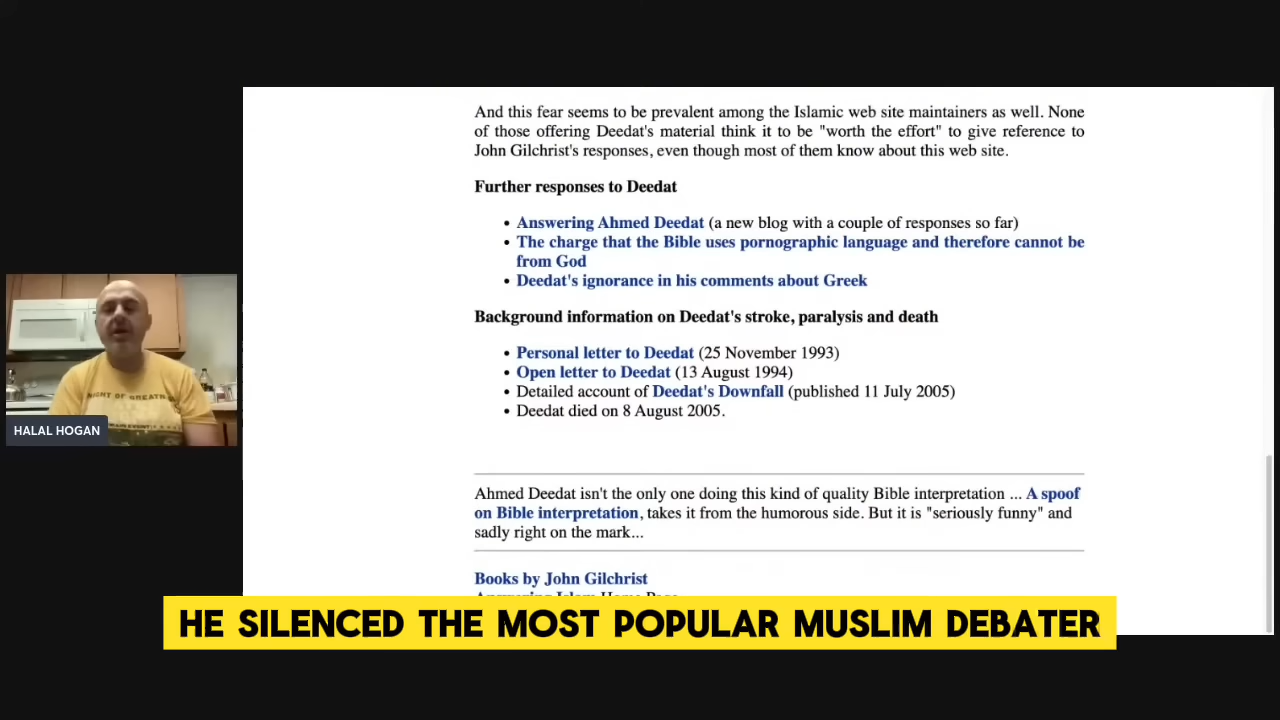 And this fear seems to be prevalent among the Islamic web site maintainers as well. None
of those offering Deedat's material think it to be "worth the effort" to give reference to
John Gilchrist's responses, even though most of them know about this web site.
Further responses to Deedat
• Answering Ahmed Deedat (a new blog with a couple of responses so far)
• The charge that the Bible uses pornographic language and therefore cannot be
from God
• Deedat's ignorance in his comments about Greek
Background information on Deedat's stroke, paralysis and death
• Personal letter to Deedat (25 November 1993)
• Open letter to Deedat (13 August 1994)
• Detailed account of Deedat's Downfall (published 11 July 2005)
• Deedat died on 8 August 2005.
HALAL HOGAN
Ahmed Deedat isn't the only one doing this kind of quality Bible interpretation ... A spoof
on Bible interpretation, takes it from the humorous side. But it is "seriously funny" and
sadly right on the mark...
Books by John Gilchrist
HE SILENCED THE MOST POPULAR MUSLIM DEBATER